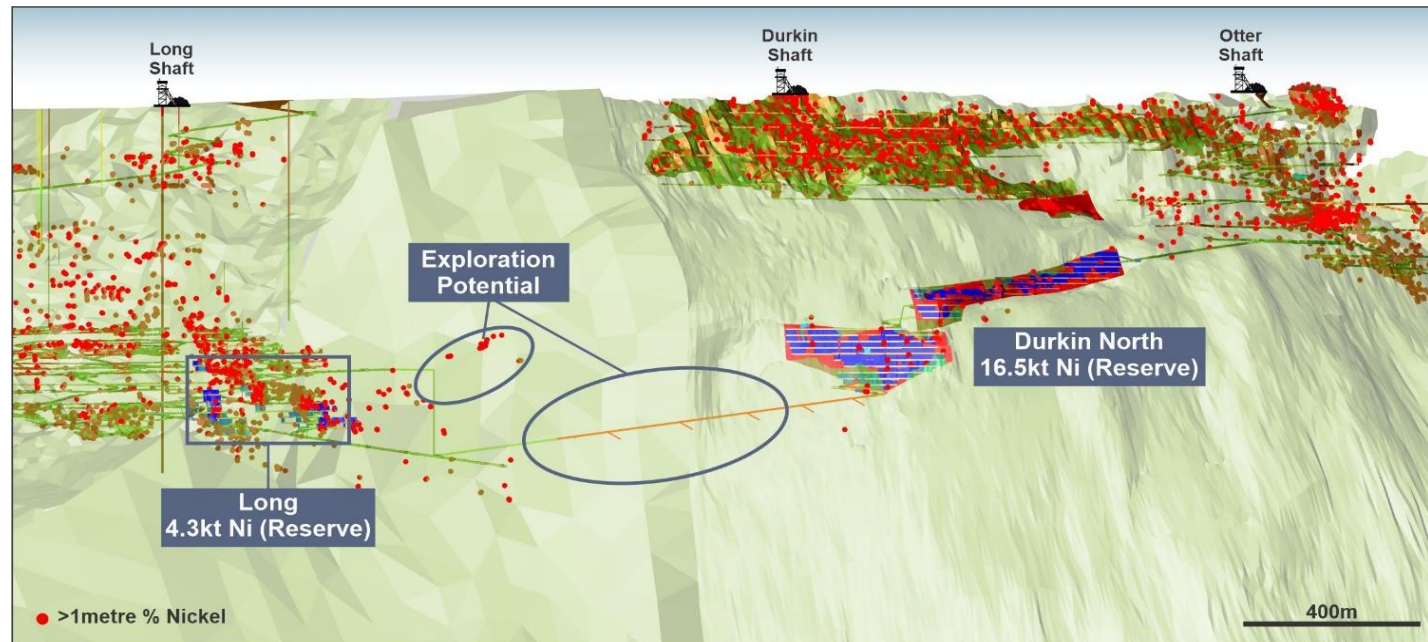 Long
Shaft
Durkin
Shaft
Otter
Shaft
Exploration
Potential
Durkin North
16.5kt Ni (Reserve)
Long
4.3kt Ni (Reserve)
>1metre % Nickel
400m